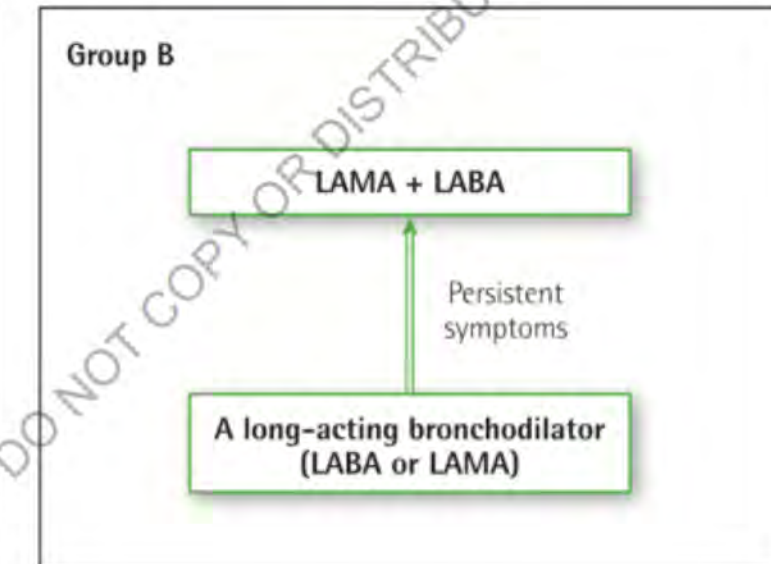 Group B
LAMA + LABA
Persistent
symptoms
A long-acting bronchodilator
(LABA or LAMA)
DO NOT COPY OR DISTRIBU